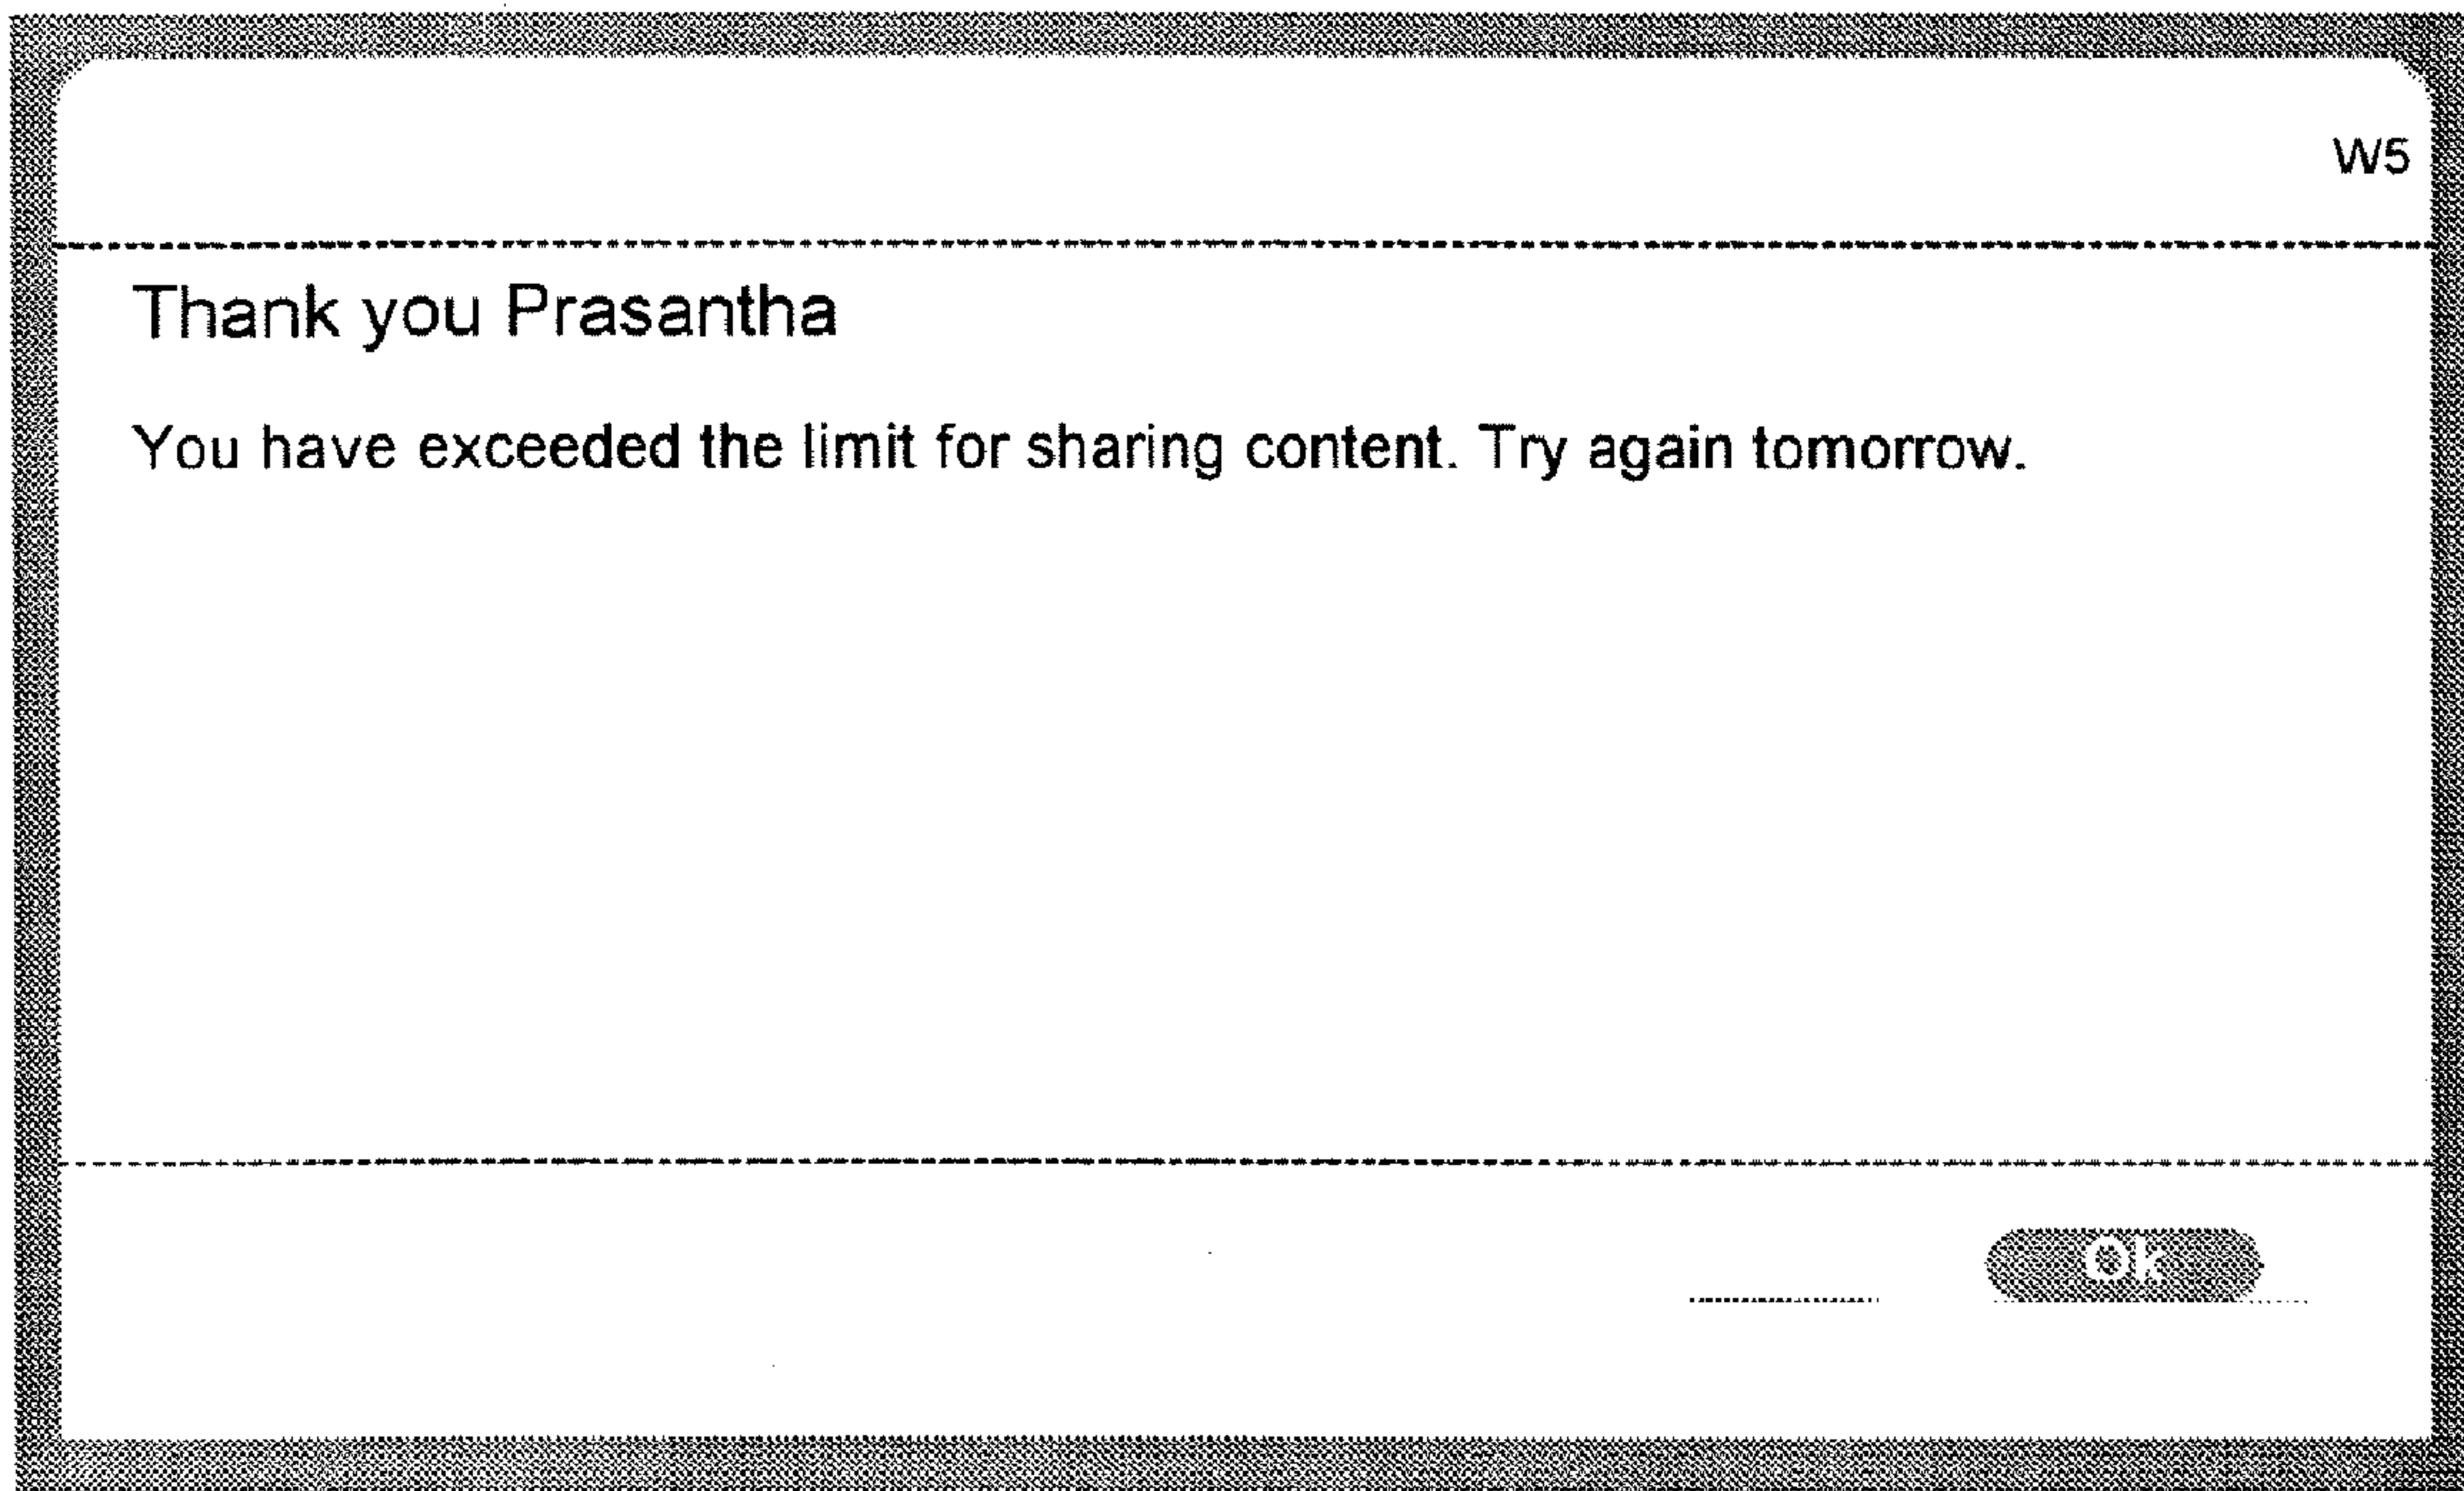 W5
Thank you Prasantha
You have exceeded the limit for sharing content. Try again tomorrow.
Ok